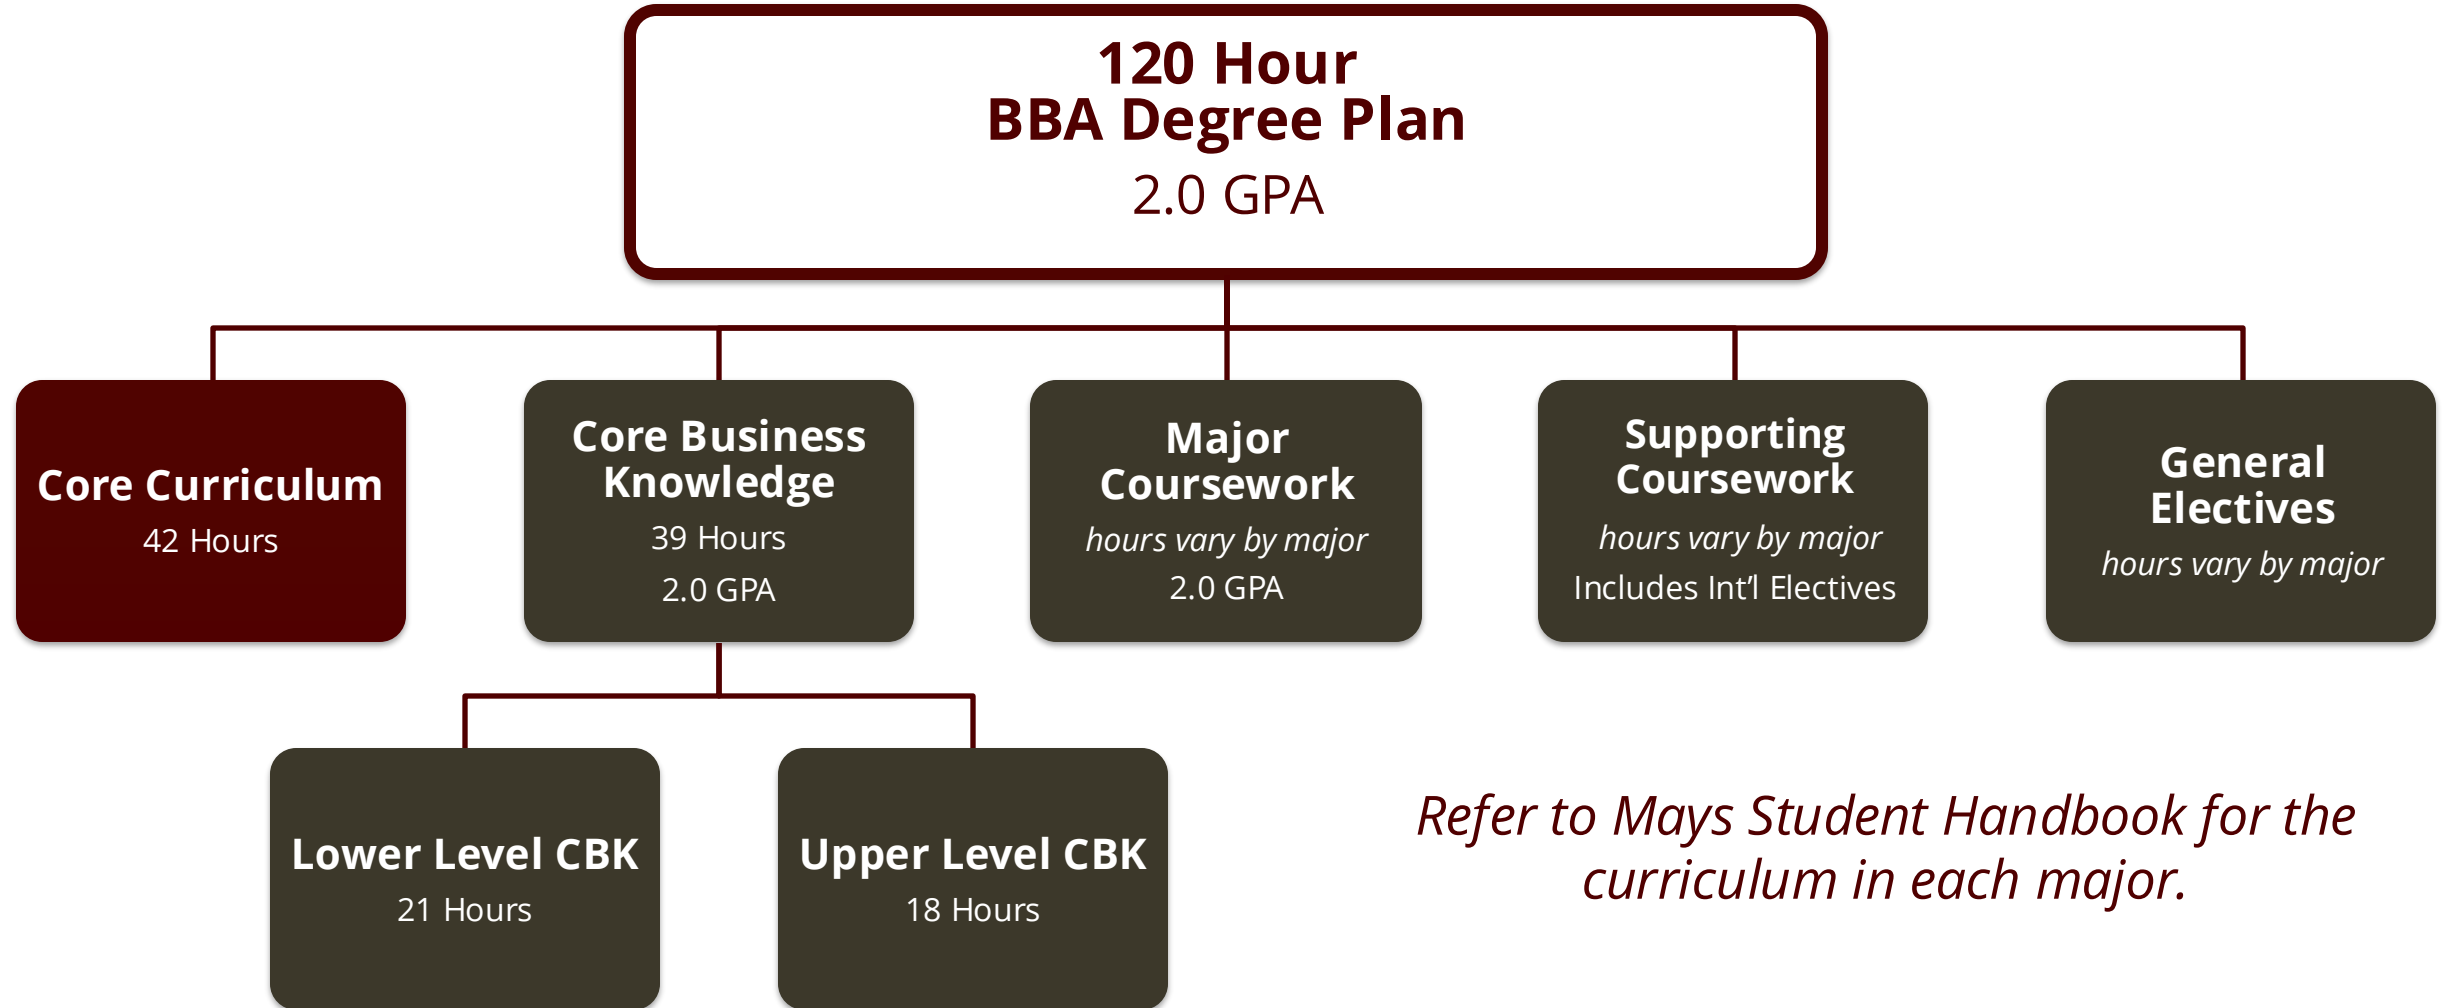 120 Hour
BBA Degree Plan
2.0 GPA
Core Curriculum
42 Hours
Core Business
Knowledge
39 Hours
2.0 GPA
Major
Coursework
hours vary by major
2.0 GPA
Supporting
Coursework
hours vary by major
Includes Int’l Electives
General
Electives
hours vary by major
Lower Level CBK
21 Hours
Upper Level CBK
18 Hours
Refer to Mays Student Handbook for the
curriculum in each major.